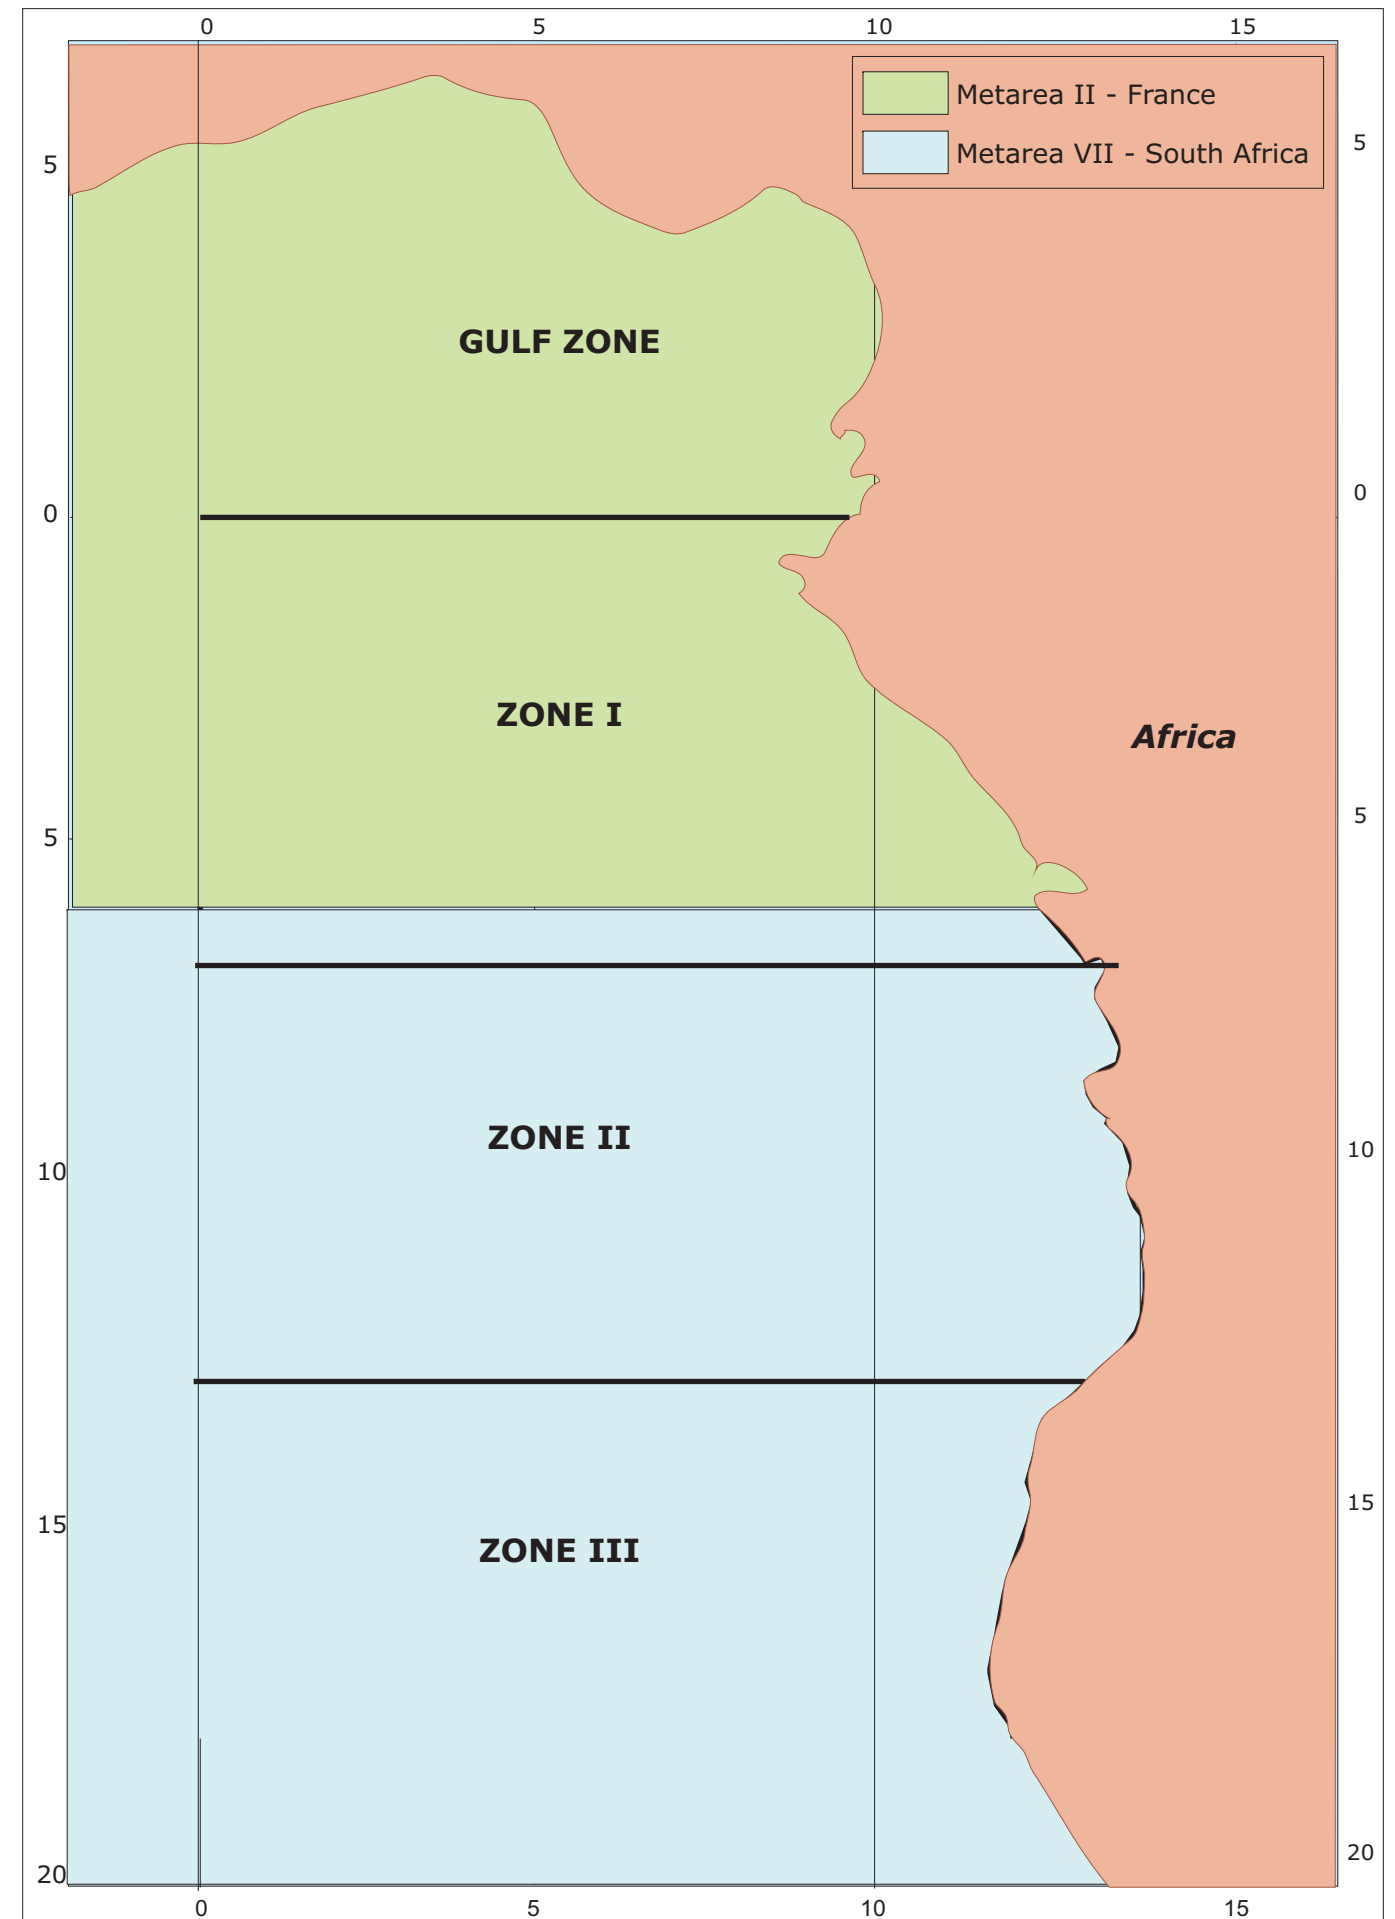 0 5 10 15
Metarea II - France
5 5
Metarea VII - South Africa
GULF ZONE
0 0
ZONE I
Africa
5 5
ZONE II
10 10
15 15
ZONE III
20 20
0 5 10 15